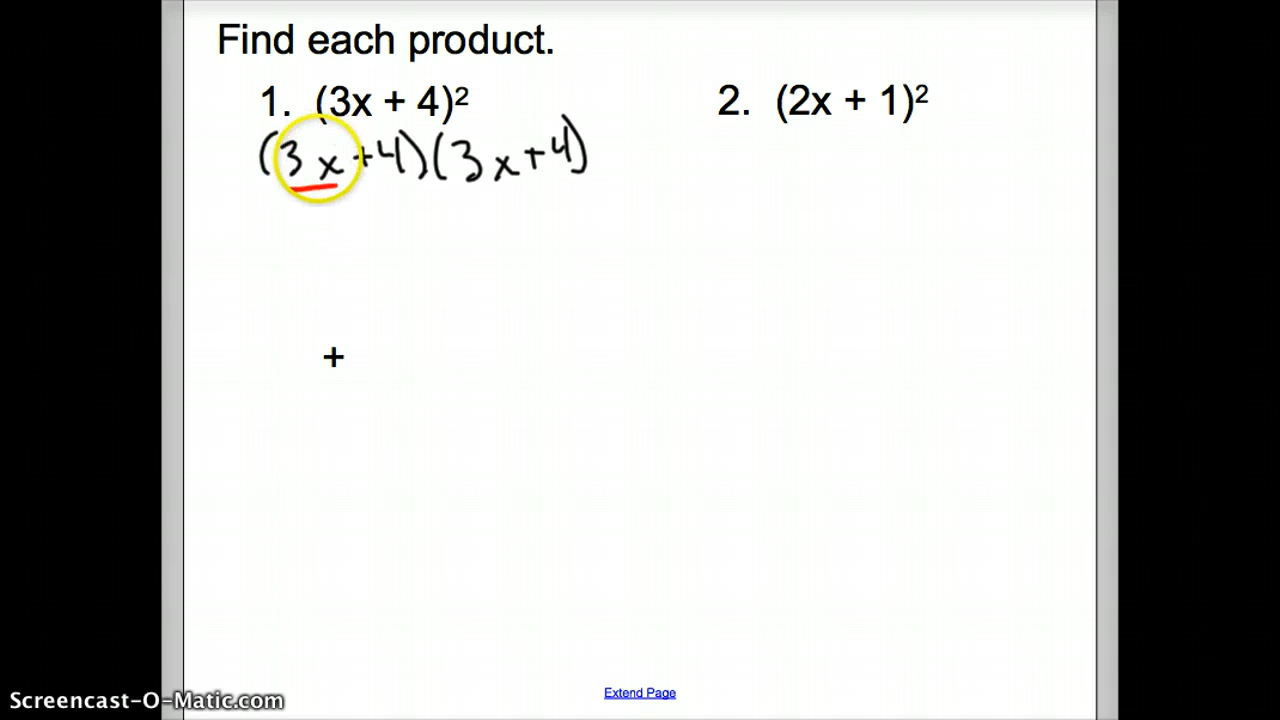 Find each product.
1. (3x + 4)² 2. (2x + 1)²
(3x+4)(3x+4)
+
Extend Page
Screencast-O-Matic.com